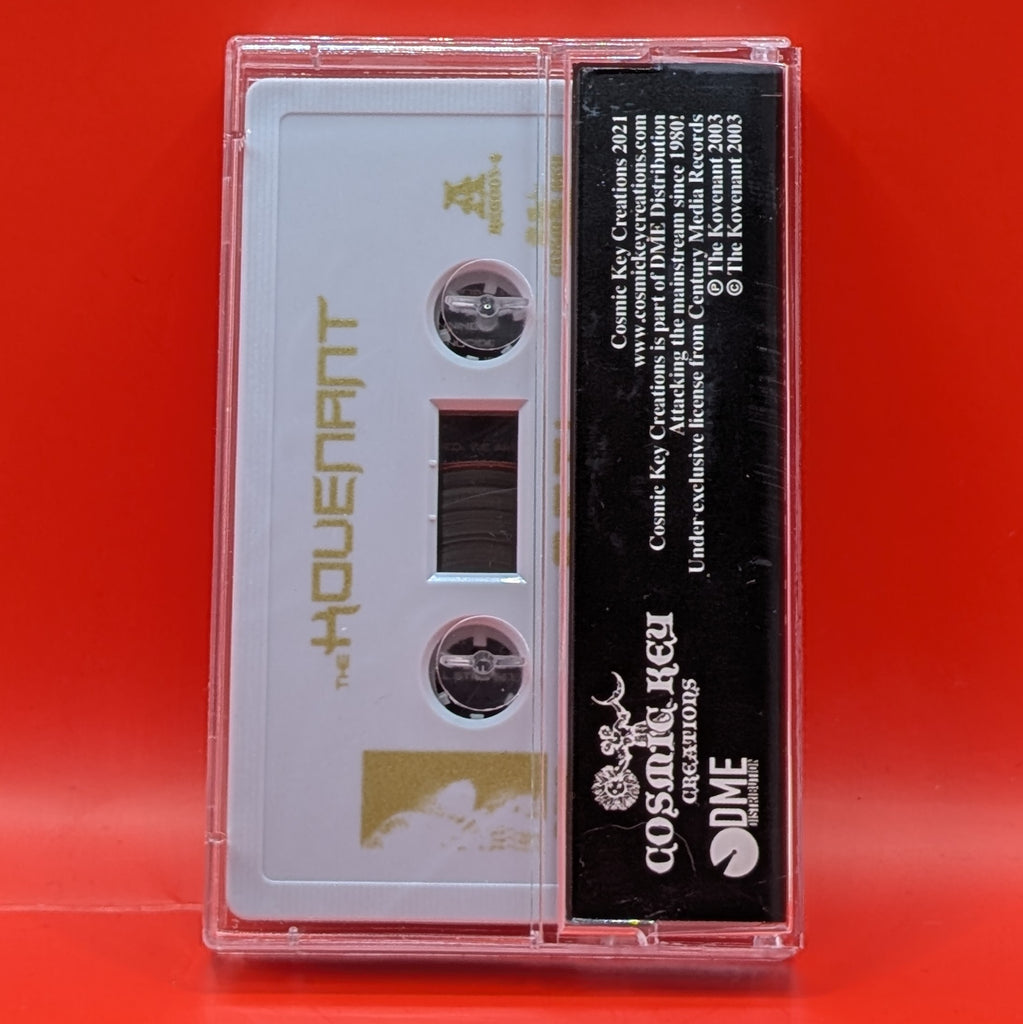 THE KOVENANT
A
Cosmic Key Creations 2021
www.cosmickeycreations.com
Cosmic Key Creations is part of DME Distribution
Attacking the mainstream since 1980!
Under exclusive license from Century Media Records
℗ The Kovenant 2003
© The Kovenant 2003
COSMIC KEY
CREATIONS
DME
DISTRIBUTION